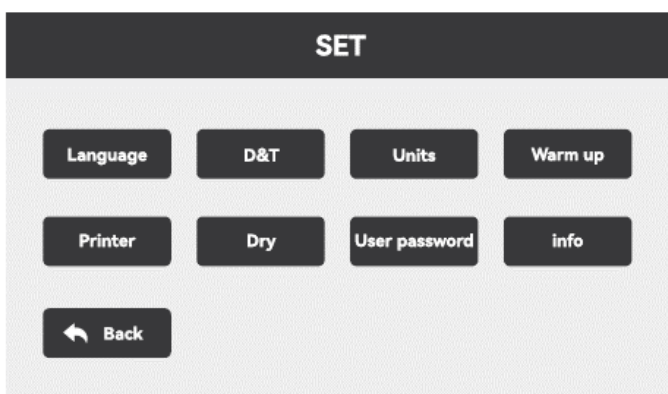 SET
Language
D&T
Units
Warm up
Printer
Dry
User password
info
Back